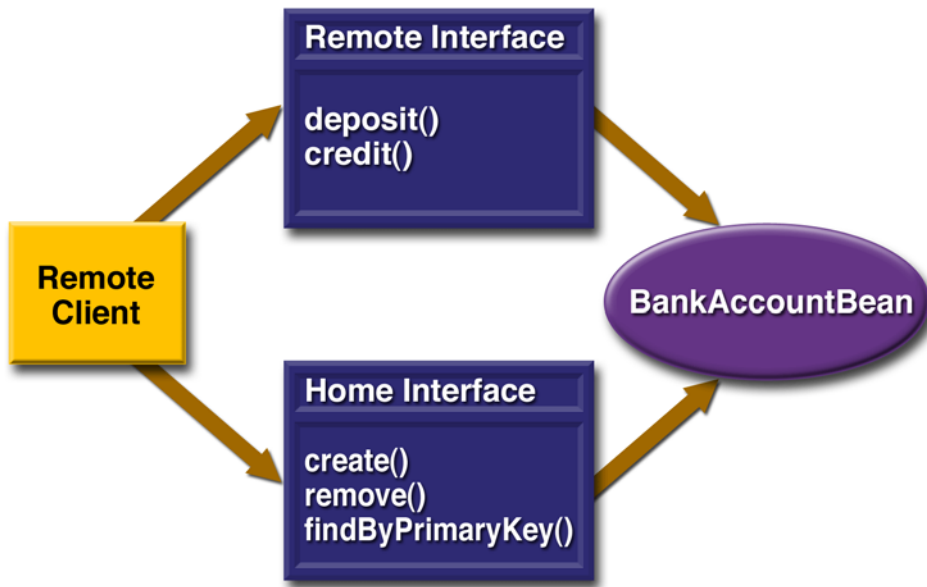 Remote Interface
deposit()
credit()
Remote
Client
BankAccountBean
Home Interface
create()
remove()
findByPrimaryKey()